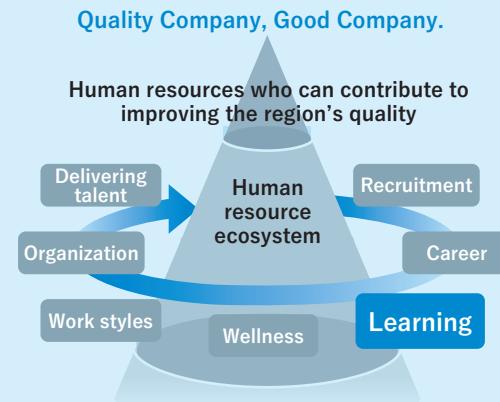 Quality Company, Good Company.
Human resources who can contribute to
improving the region's quality
Delivering
talent
Human
resource
ecosystem
Recruitment
Organization
Career
Work styles
Wellness
Learning